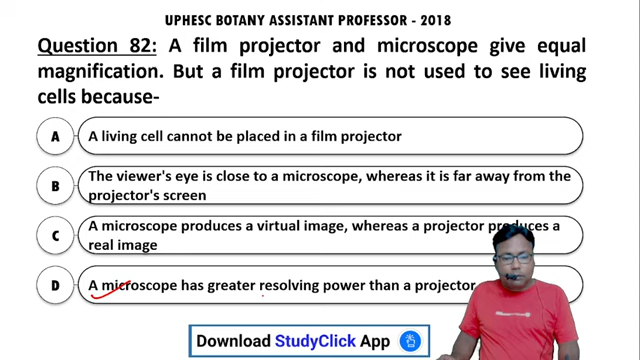 UPHESC BOTANY ASSISTANT PROFESSOR - 2018
Question 82: A film projector and microscope give equal
magnification. But a film projector is not used to see living
cells because-
A
A living cell cannot be placed in a film projector
B
The viewer's eye is close to a microscope, whereas it is far away from the
projector's screen
C
A microscope produces a virtual image, whereas a projector produces a
real image
D
A microscope has greater resolving power than a projector
Download StudyClick App